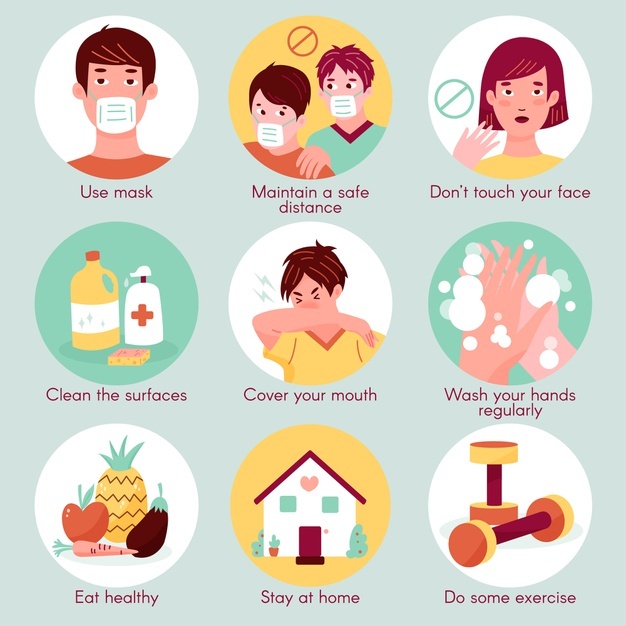 Use mask
Maintain a safe
distance
Don't touch your face
Clean the surfaces
Cover your mouth
Wash your hands
regularly
Eat healthy
Stay at home
Do some exercise